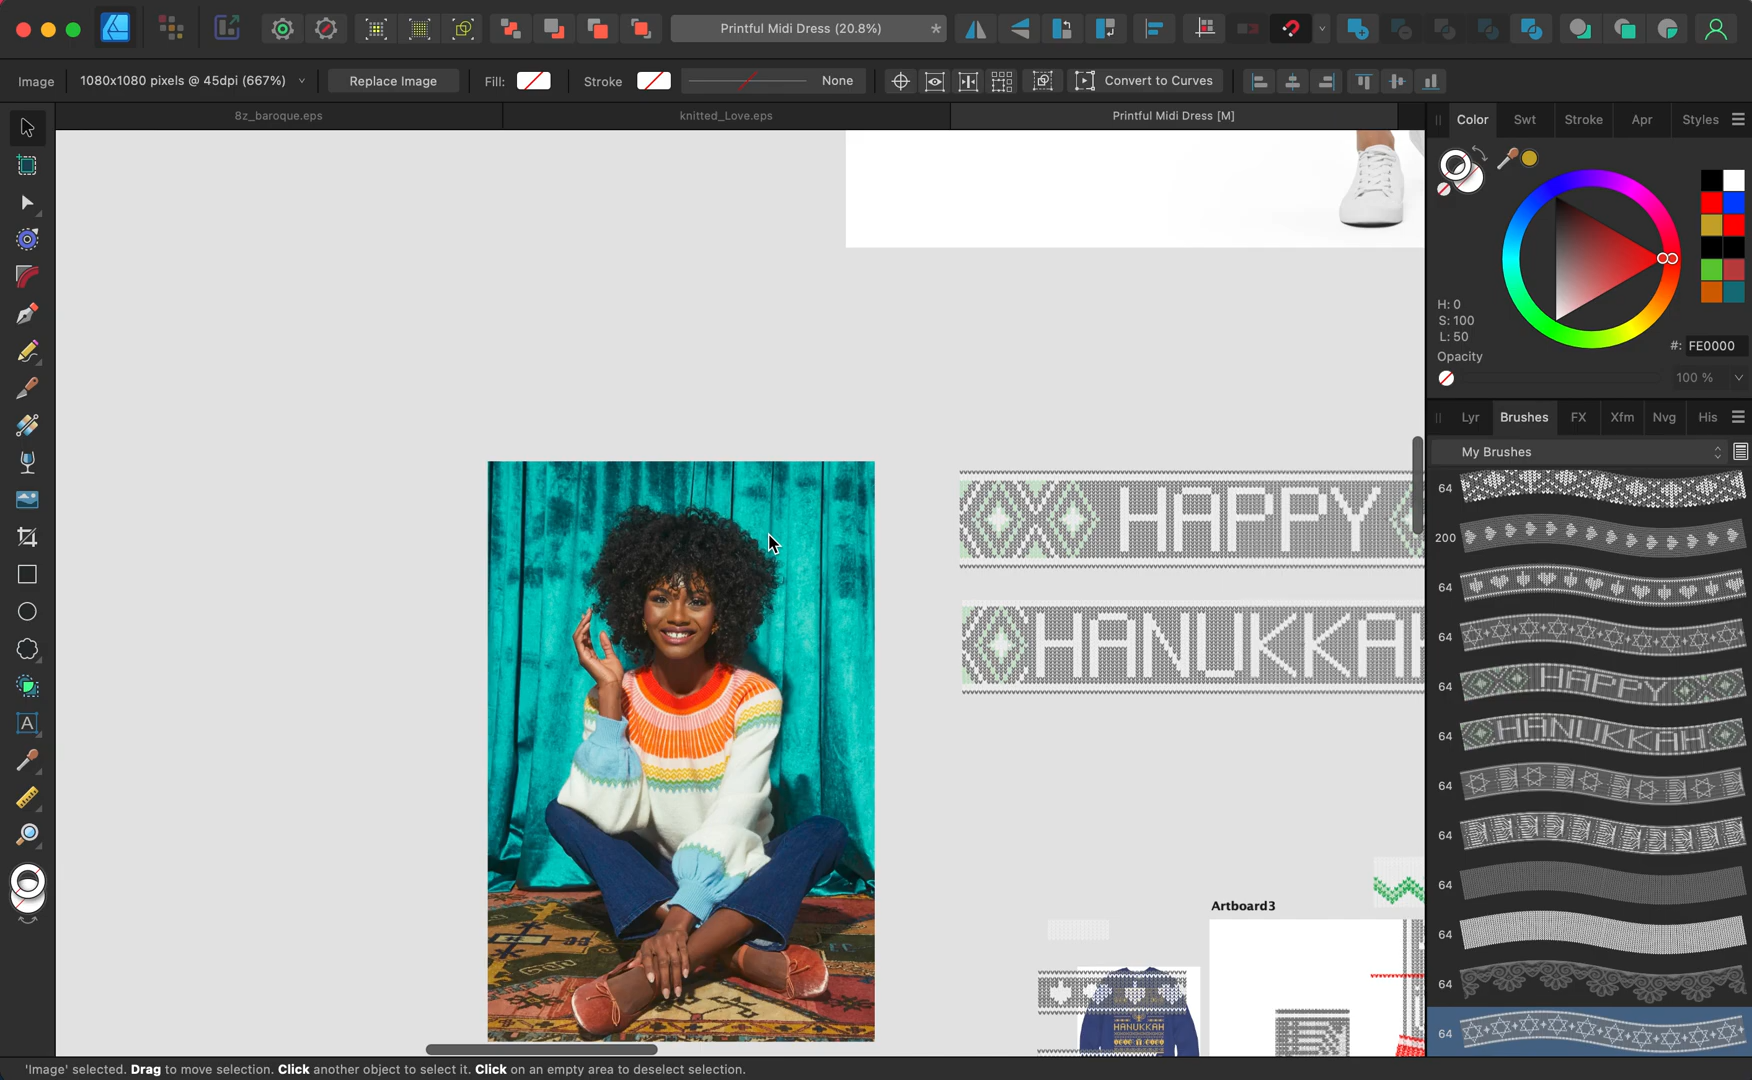 Printful Midi Dress (20.8%)
*
Image
1080x1080 pixels @ 45dpi (667%)
Replace Image
Fill:
Stroke
None
Convert to Curves
8z_baroque.eps
knitted_Love.eps
Printful Midi Dress [M]
Color
Swt
Stroke
Apr
Styles
H: 0
S: 100
L: 50
#: FE0000
Opacity
100 %
Lyr
Brushes
FX
Xfm
Nvg
His
My Brushes
64
200
64
64
64 HAPPY
64 HANUKKAH
64
64
64
64
64
64
HAPPY
HANUKKAH
Artboard3
HANUKKAH
A
'Image' selected. Drag to move selection. Click another object to select it. Click on an empty area to deselect selection.